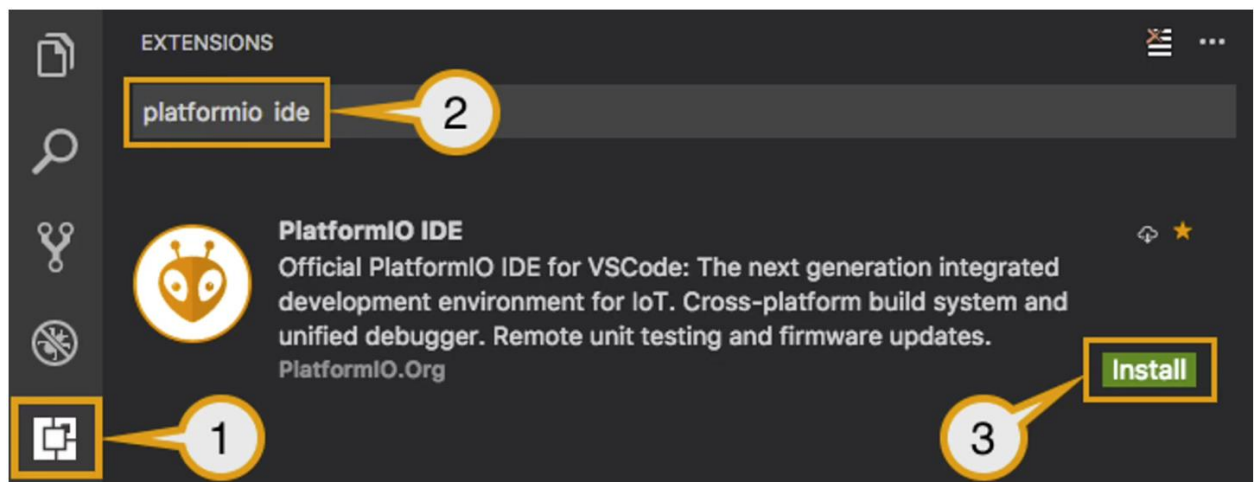 EXTENSIONS
platformio ide
2
PlatformIO IDE
Official PlatformIO IDE for VSCode: The next generation integrated
development environment for IoT. Cross-platform build system and
unified debugger. Remote unit testing and firmware updates.
PlatformIO.Org
Install
1
3